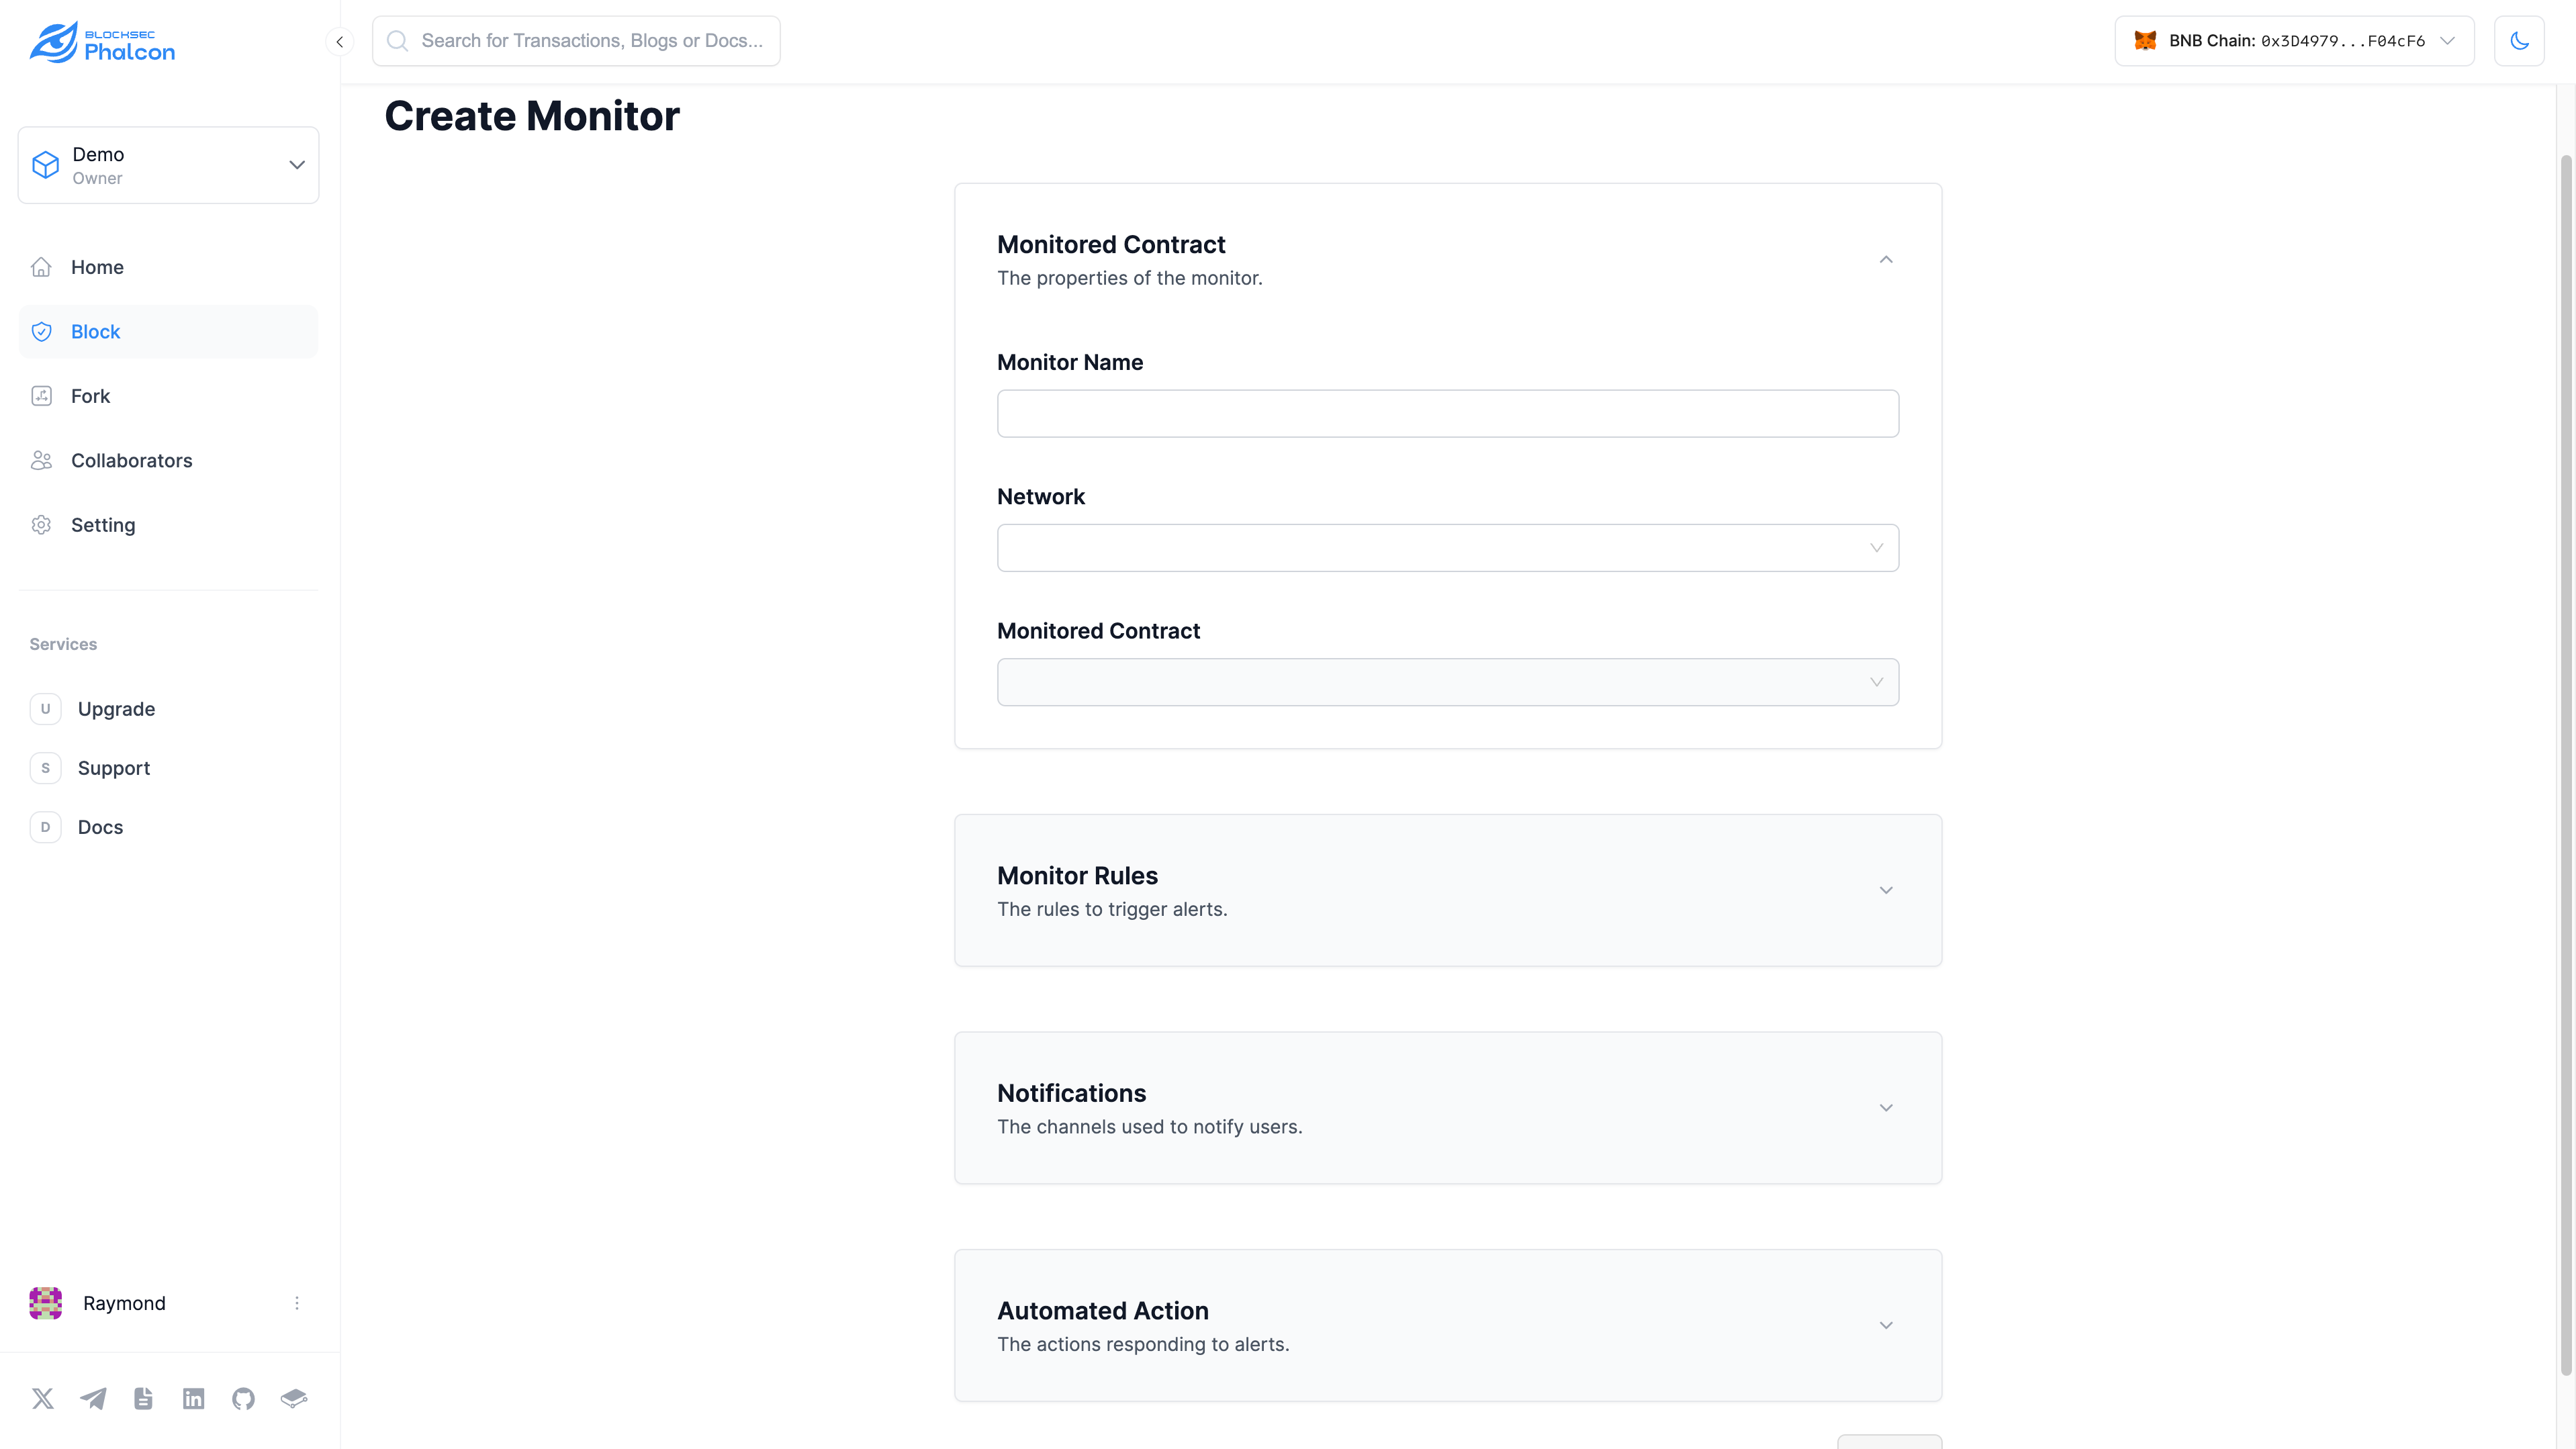 BLOCKSEC
Phalcon
Search for Transactions, Blogs or Docs...
BNB Chain: 0x3D4979...F04cF6
Demo
Owner
Home
Block
Fork
Collaborators
Setting
Services
U Upgrade
S Support
D Docs
Raymond
Create Monitor
Monitored Contract
The properties of the monitor.
Monitor Name
Network
Monitored Contract
Monitor Rules
The rules to trigger alerts.
Notifications
The channels used to notify users.
Automated Action
The actions responding to alerts.